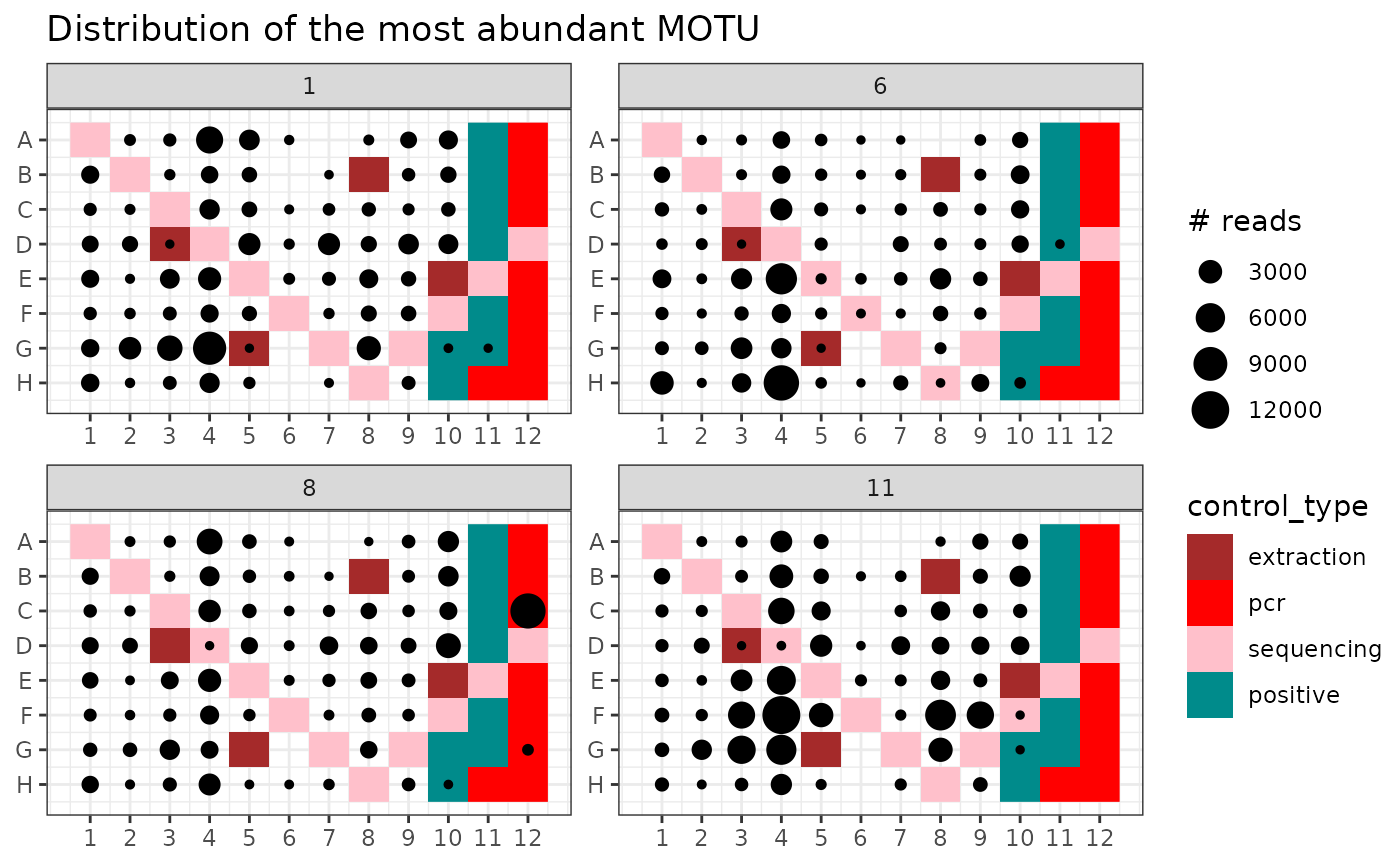 Distribution of the most abundant MOTU
1
6
A
B
C
D
E
F
G
H
1 2 3 4 5 6 7 8 9 10 11 12
A
B
C
D
E
F
G
H
1 2 3 4 5 6 7 8 9 10 11 12
8
11
A
B
C
D
E
F
G
H
1 2 3 4 5 6 7 8 9 10 11 12
A
B
C
D
E
F
G
H
1 2 3 4 5 6 7 8 9 10 11 12
# reads
3000
6000
9000
12000
control_type
extraction
pcr
sequencing
positive